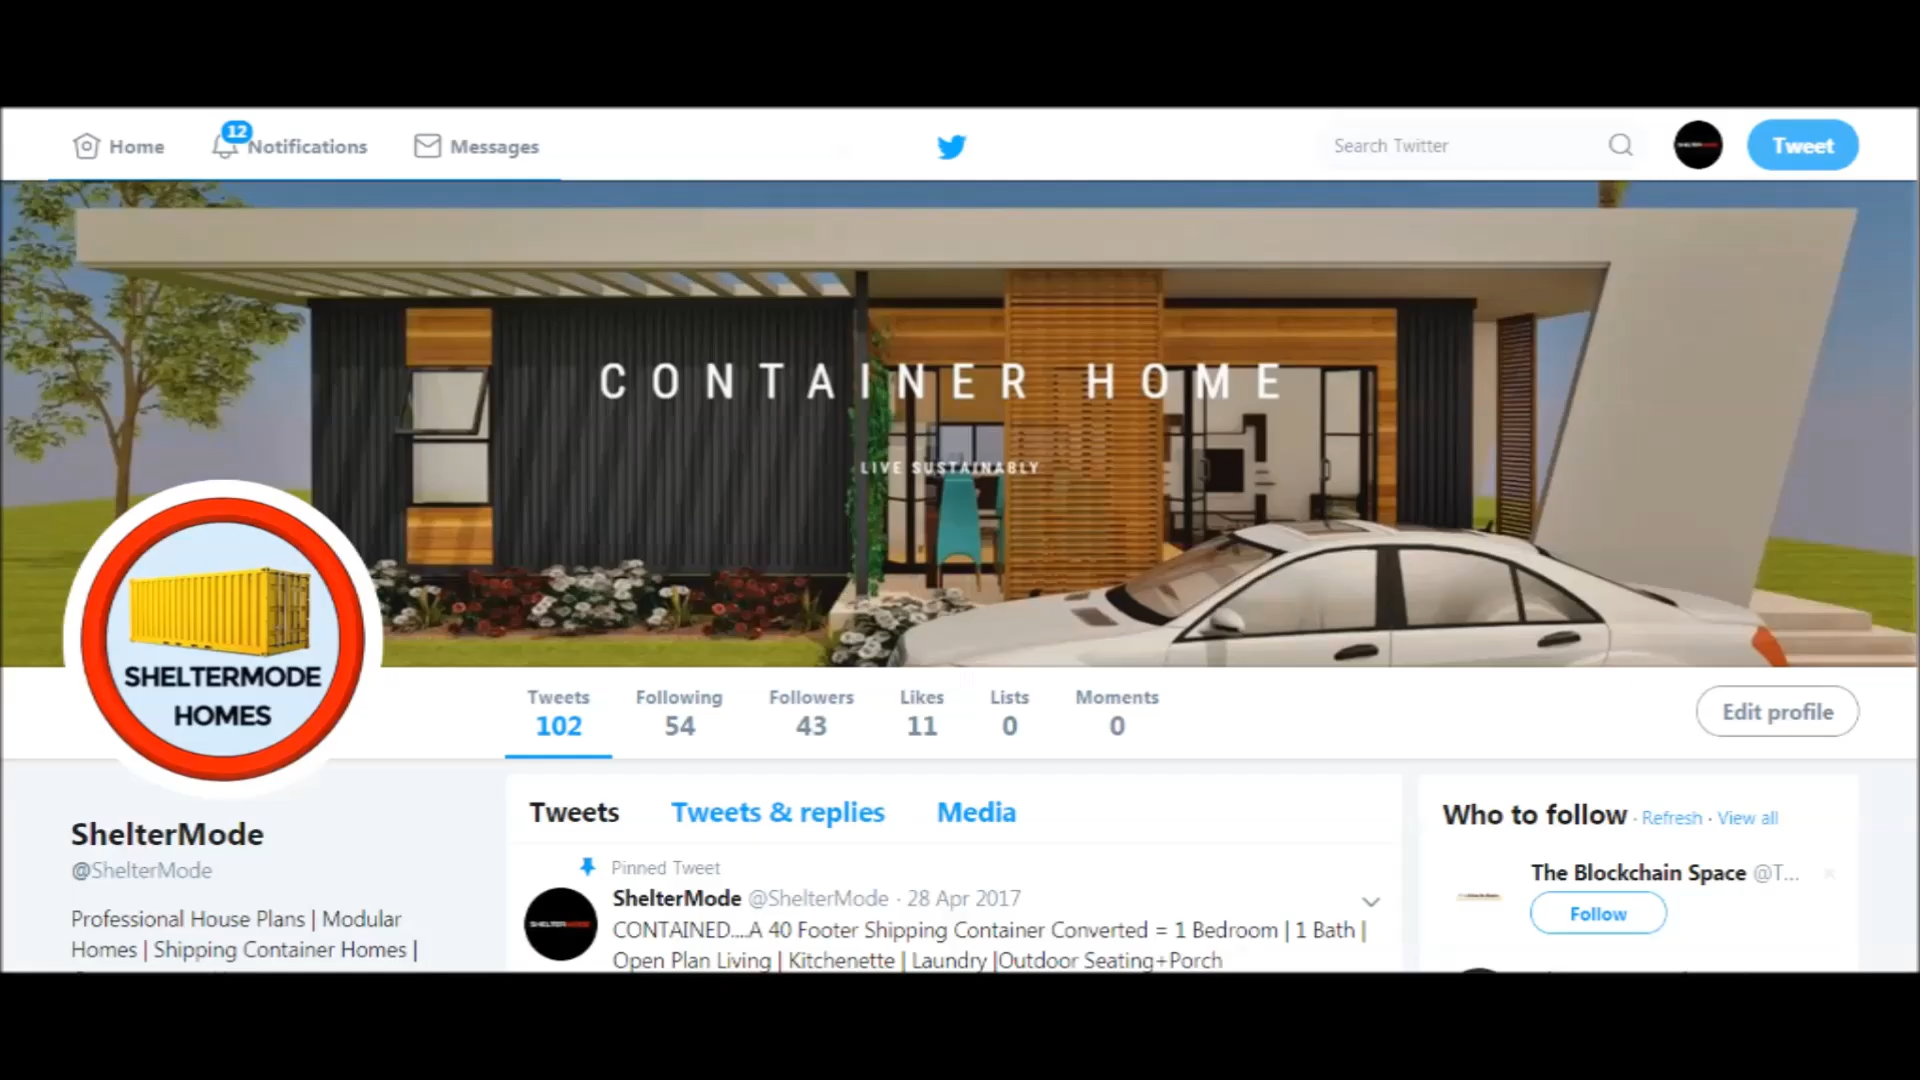 Home
12
Notifications
Messages
Search Twitter
Tweet
CONTAINER HOME
LIVE SUSTAINABLY
SHELTERMODE
HOMES
Tweets Following Followers Likes Lists Moments
102 54 43 11 0 0
Edit profile
ShelterMode
@ShelterMode
Professional House Plans | Modular
Homes | Shipping Container Homes |
Tweets Tweets & replies Media
Pinned Tweet
ShelterMode @ShelterMode · 28 Apr 2017
CONTAINED....A 40 Footer Shipping Container Converted = 1 Bedroom | 1 Bath |
Open Plan Living | Kitchenette | Laundry |Outdoor Seating+Porch
Who to follow · Refresh · View all
The Blockchain Space @T...
Follow